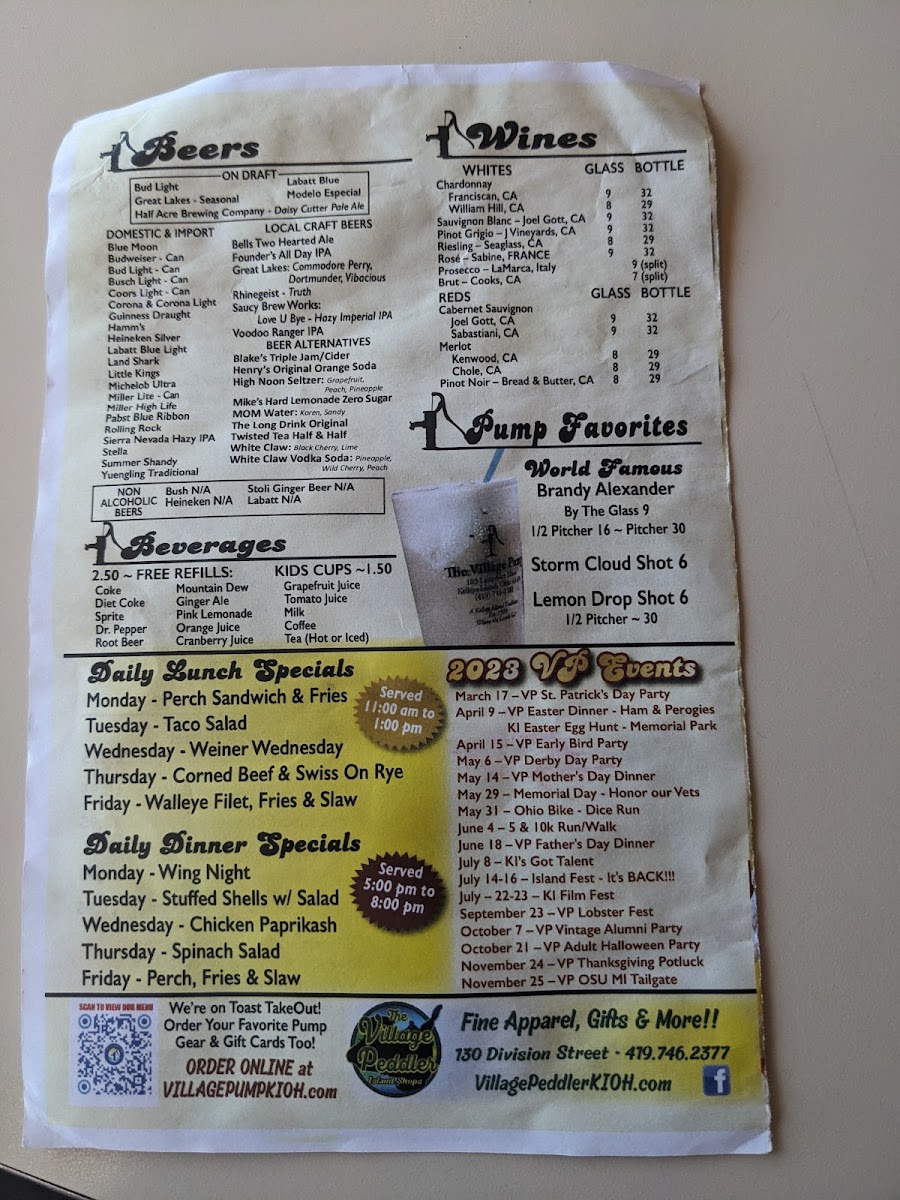 Beers
ON DRAFT
Bud Light
Labatt Blue
Great Lakes - Seasonal
Modelo Especial
Half Acre Brewing Company - Daisy Cutter Pale Ale
DOMESTIC & IMPORT
Blue Moon
Budweiser - Can
Bud Light - Can
Busch Light - Can
Coors Light - Can
Corona & Corona Light
Guinness Draught
Hamm's
Heineken Silver
Labatt Blue Light
Land Shark
Little Kings
Michelob Ultra
Miller Lite - Can
Miller High Life
Pabst Blue Ribbon
Rolling Rock
Sierra Nevada Hazy IPA
Stella
Summer Shandy
Yuengling Traditional
LOCAL CRAFT BEERS
Bells Two Hearted Ale
Founder's All Day IPA
Great Lakes: Commodore Perry,
Dortmunder, Vibacious
Rhinegeist - Truth
Saucy Brew Works:
Love U Bye - Hazy Imperial IPA
Voodoo Ranger IPA
BEER ALTERNATIVES
Blake's Triple Jam/Cider
Henry's Original Orange Soda
High Noon Seltzer: Grapefruit,
Peach, Pineapple
Mike's Hard Lemonade Zero Sugar
MOM Water: Karen, Sandy
The Long Drink Original
Twisted Tea Half & Half
White Claw: Black Cherry, Lime
White Claw Vodka Soda: Pineapple,
Wild Cherry, Peach
NON
ALCOHOLIC
BEERS
Bush N/A
Stoli Ginger Beer N/A
Heineken N/A
Labatt N/A
Beverages
2.50 ~ FREE REFILLS:
KIDS CUPS ~1.50
Coke
Diet Coke
Sprite
Dr. Pepper
Root Beer
Mountain Dew
Ginger Ale
Pink Lemonade
Orange Juice
Cranberry Juice
Grapefruit Juice
Tomato Juice
Milk
Coffee
Tea (Hot or Iced)
Wines
WHITES GLASS BOTTLE
Chardonnay
Franciscan, CA 9 32
William Hill, CA 8 29
Sauvignon Blanc – Joel Gott, CA 9 32
Pinot Grigio – J Vineyards, CA 9 32
Riesling – Seaglass, CA 8 29
Rosé – Sabine, FRANCE 9 32
Prosecco – LaMarca, Italy 9 (split)
Brut – Cooks, CA 7 (split)
REDS GLASS BOTTLE
Cabernet Sauvignon
Joel Gott, CA 9 32
Sabastiani, CA 9 32
Merlot
Kenwood, CA 8 29
Chole, CA 8 29
Pinot Noir – Bread & Butter, CA 8 29
Pump Favorites
The Village Pump
World Famous
Brandy Alexander
By The Glass 9
1/2 Pitcher 16 ~ Pitcher 30
Storm Cloud Shot 6
Lemon Drop Shot 6
1/2 Pitcher ~ 30
Daily Lunch Specials
Monday - Perch Sandwich & Fries
Tuesday - Taco Salad
Wednesday - Weiner Wednesday
Thursday - Corned Beef & Swiss On Rye
Friday - Walleye Filet, Fries & Slaw
Served
11:00 am to
1:00 pm
Daily Dinner Specials
Monday - Wing Night
Tuesday - Stuffed Shells w/ Salad
Wednesday - Chicken Paprikash
Thursday - Spinach Salad
Friday - Perch, Fries & Slaw
Served
5:00 pm to
8:00 pm
2023 VP Events
March 17 – VP St. Patrick's Day Party
April 9 – VP Easter Dinner - Ham & Perogies
KI Easter Egg Hunt - Memorial Park
April 15 – VP Early Bird Party
May 6 – VP Derby Day Party
May 14 – VP Mother's Day Dinner
May 29 – Memorial Day - Honor our Vets
May 31 – Ohio Bike - Dice Run
June 4 – 5 & 10k Run/Walk
June 18 – VP Father's Day Dinner
July 8 – KI's Got Talent
July 14-16 – Island Fest - It's BACK!!!
July – 22-23 – KI Film Fest
September 23 – VP Lobster Fest
October 7 – VP Vintage Alumni Party
October 21 – VP Adult Halloween Party
November 24 – VP Thanksgiving Potluck
November 25 – VP OSU MI Tailgate
SCAN TO VIEW OUR MENU
We're on Toast TakeOut!
Order Your Favorite Pump
Gear & Gift Cards Too!
ORDER ONLINE at
VILLAGEPUMPKIOH.com
The
Village
Peddler
Island Shops
Fine Apparel, Gifts & More!!
130 Division Street - 419.746.2377
VillagePeddlerKIOH.com
f